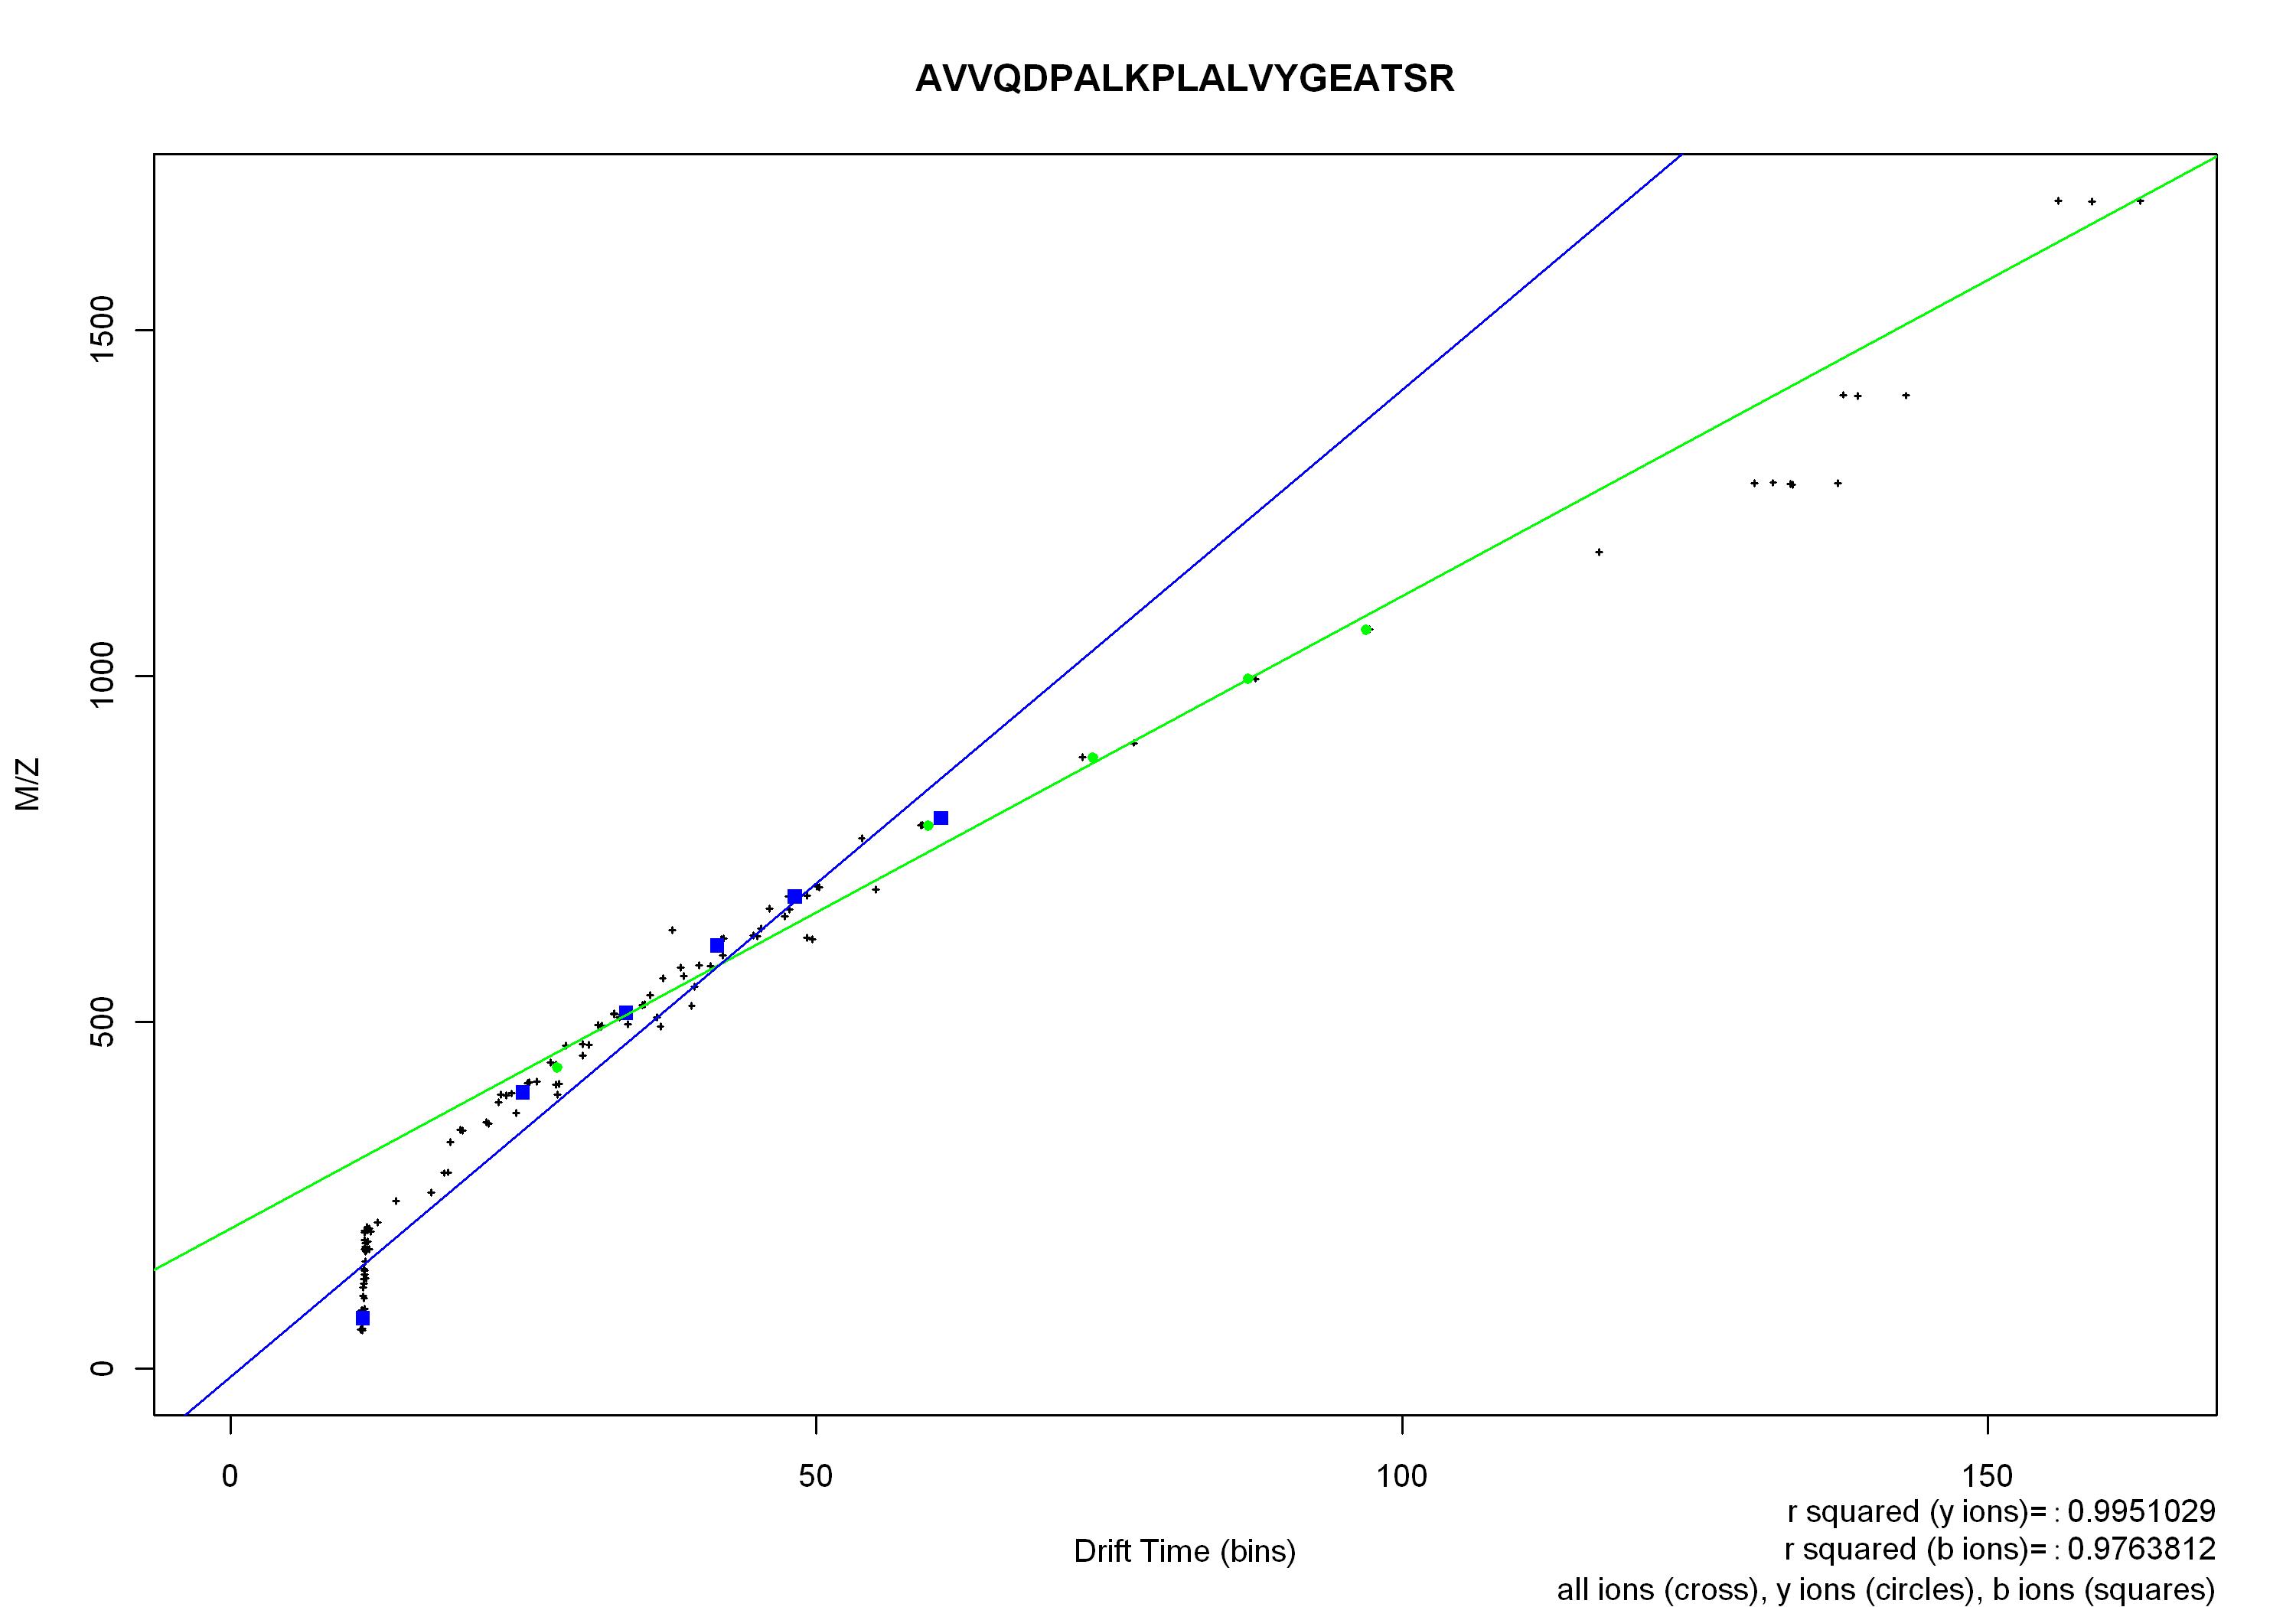 AVVQDPALKPLALVYGEATSR
M/Z
1500
1000
500
0
0 50 100 150
Drift Time (bins)
r squared (y ions)= : 0.9951029
r squared (b ions)= : 0.9763812
all ions (cross), y ions (circles), b ions (squares)